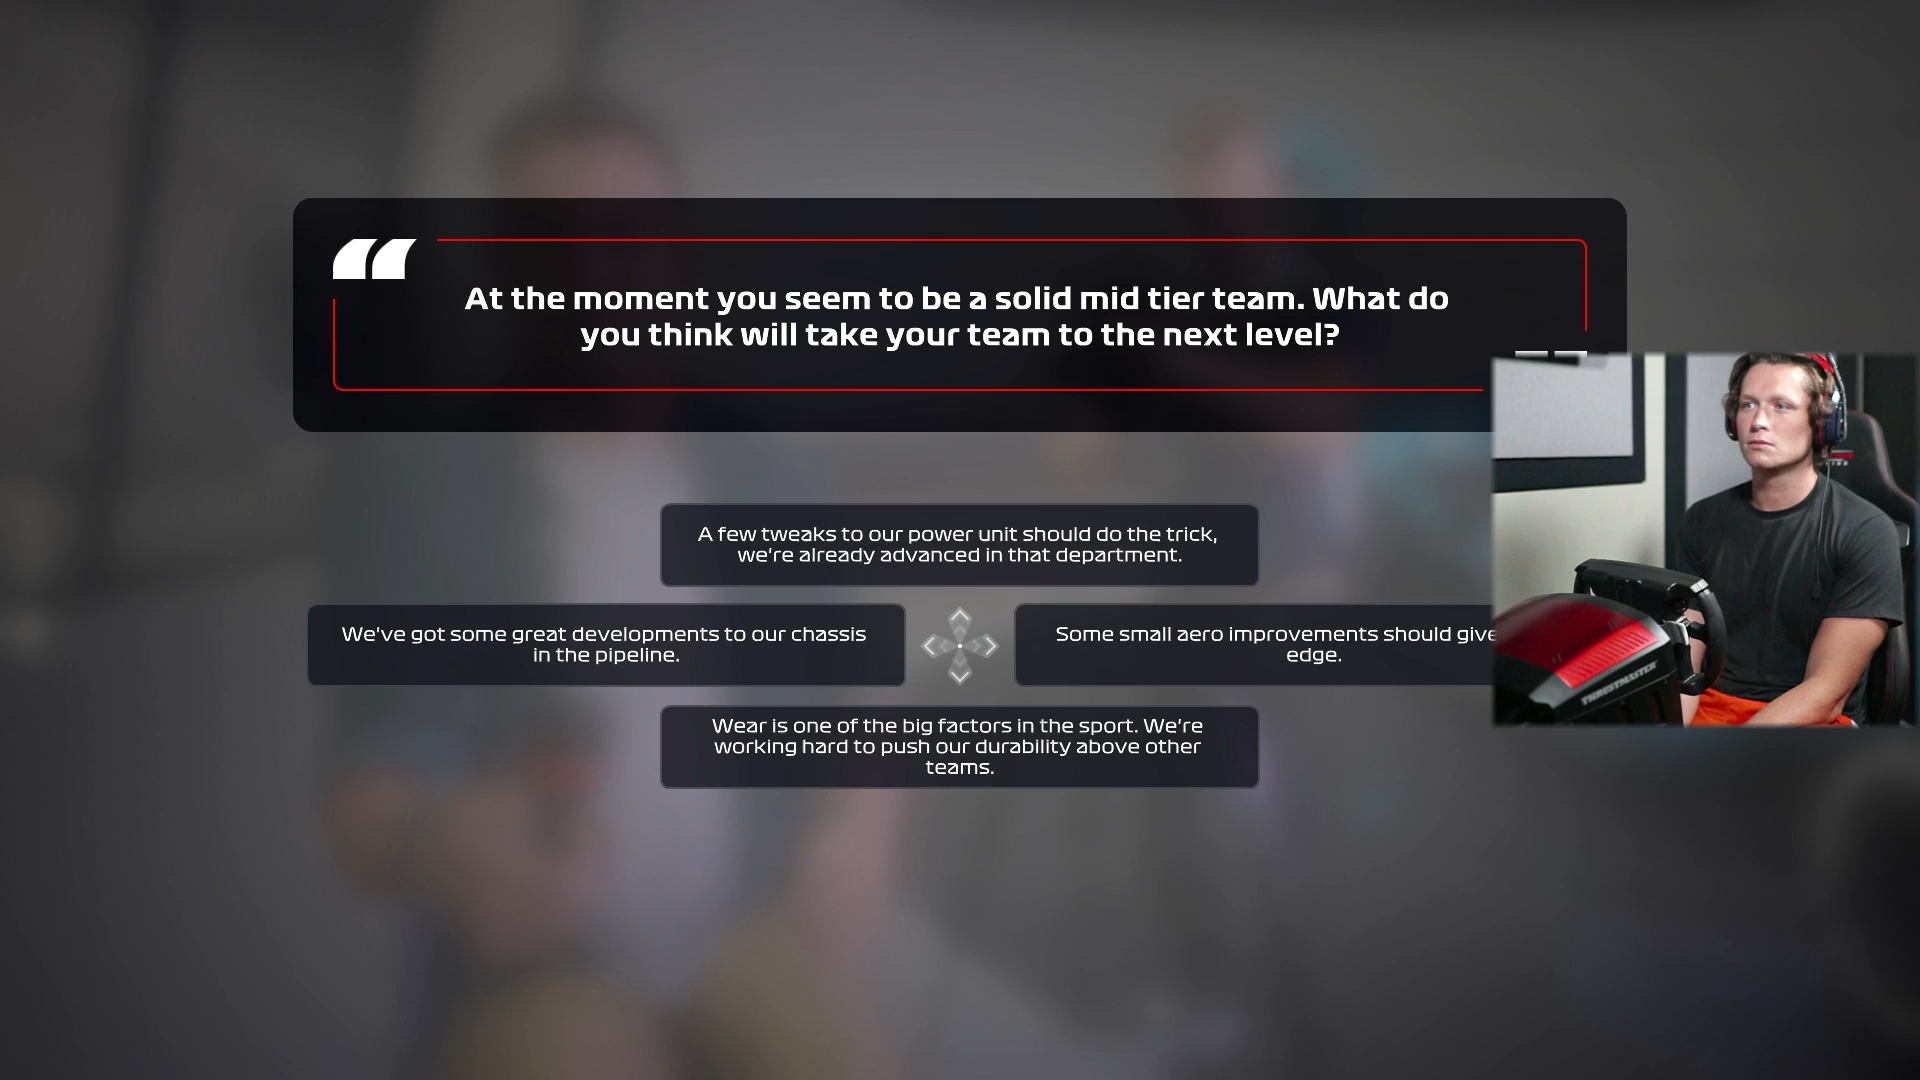 At the moment you seem to be a solid mid tier team. What do
you think will take your team to the next level?
A few tweaks to our power unit should do the trick,
we're already advanced in that department.
We've got some great developments to our chassis
in the pipeline.
Some small aero improvements should give
edge.
Wear is one of the big factors in the sport. We're
working hard to push our durability above other
teams.
THRUSTMASTER